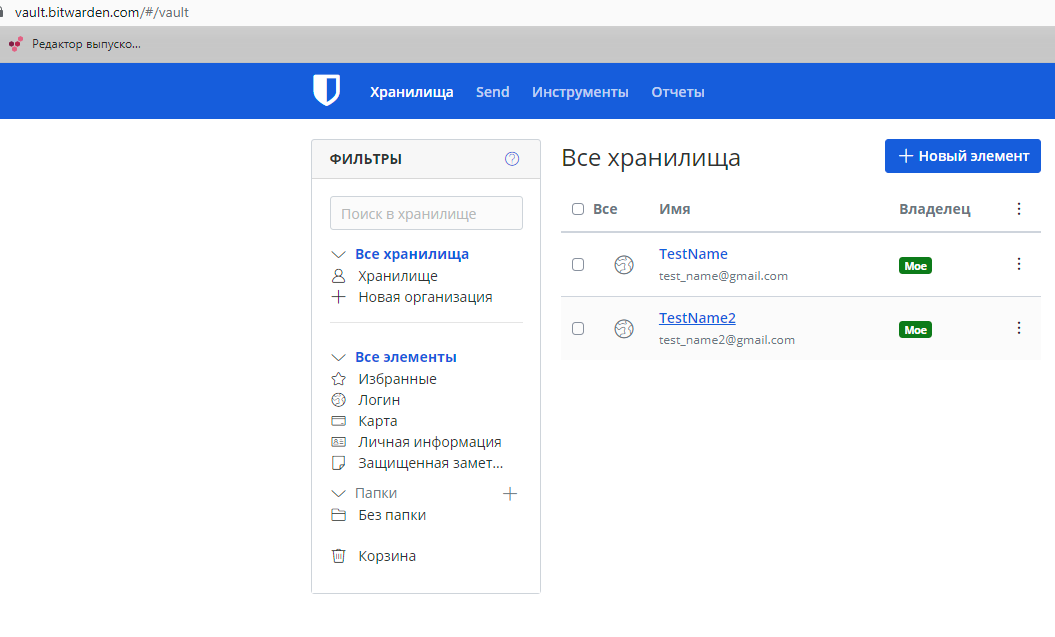 vault.bitwarden.com/#/vault
Редактор выпуско...
Хранилища Send Инструменты Отчеты
ФИЛЬТРЫ
Поиск в хранилище
Все хранилища
Хранилище
Новая организация
Все элементы
Избранные
Логин
Карта
Личная информация
Защищенная замет...
Папки
Без папки
Корзина
Все хранилища
Новый элемент
Все Имя Владелец
TestName
test_name@gmail.com
Мое
TestName2
test_name2@gmail.com
Мое